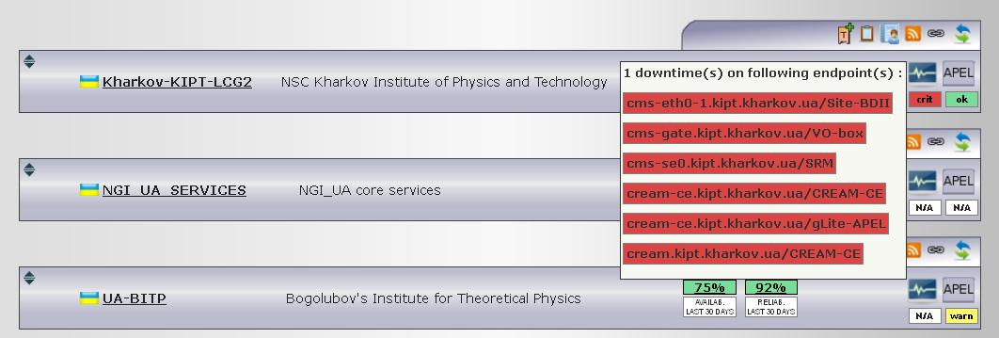 Kharkov-KIPT-LCG2 NSC Kharkov Institute of Physics and Technology
APEL
crit ok
1 downtime(s) on following endpoint(s) :
cms-eth0-1.kipt.kharkov.ua/Site-BDII
cms-gate.kipt.kharkov.ua/VO-box
cms-se0.kipt.kharkov.ua/SRM
cream-ce.kipt.kharkov.ua/CREAM-CE
cream-ce.kipt.kharkov.ua/gLite-APEL
cream.kipt.kharkov.ua/CREAM-CE
NGI_UA_SERVICES NGI_UA core services
APEL
N/A N/A
UA-BITP Bogolubov's Institute for Theoretical Physics
75% 92%
AVAILAB. RELIAB.
LAST 30 DAYS LAST 30 DAYS
APEL
N/A warn